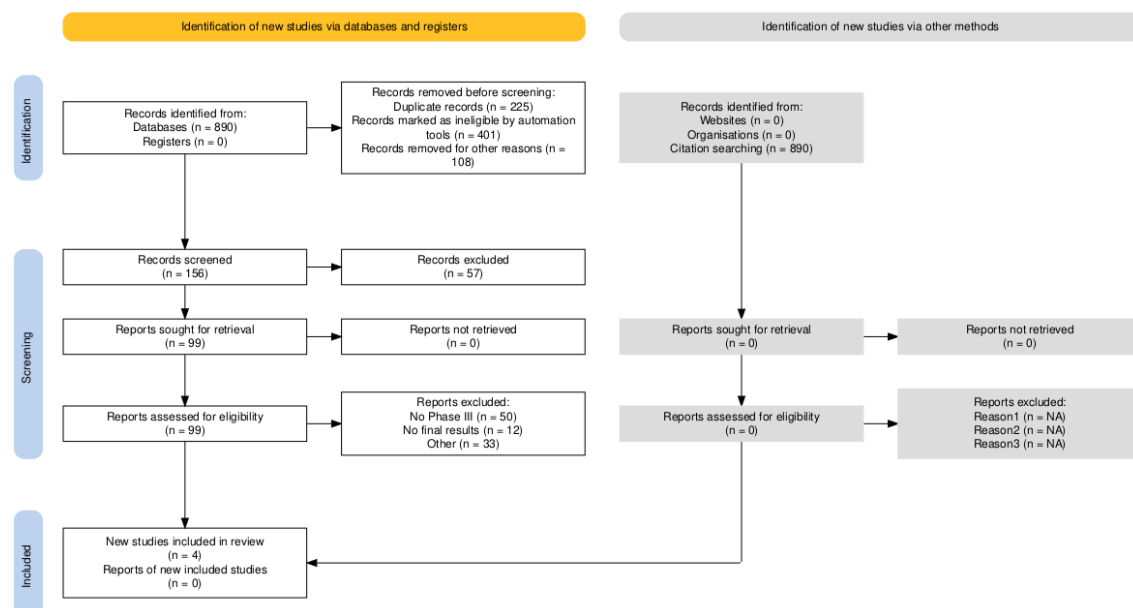 Identification of new studies via databases and registers
Identification of new studies via other methods
Identification
Records identified from:
Databases (n = 890)
Registers (n = 0)
Records removed before screening:
Duplicate records (n = 225)
Records marked as ineligible by automation
tools (n = 401)
Records removed for other reasons (n =
108)
Records identified from:
Websites (n = 0)
Organisations (n = 0)
Citation searching (n = 890)
Screening
Records screened
(n = 156)
Records excluded
(n = 57)
Reports sought for retrieval
(n = 99)
Reports not retrieved
(n = 0)
Reports sought for retrieval
(n = 0)
Reports not retrieved
(n = 0)
Reports assessed for eligibility
(n = 99)
Reports excluded:
No Phase III (n = 50)
No final results (n = 12)
Other (n = 33)
Reports assessed for eligibility
(n = 0)
Reports excluded:
Reason1 (n = NA)
Reason2 (n = NA)
Reason3 (n = NA)
Included
New studies included in review
(n = 4)
Reports of new included studies
(n = 0)